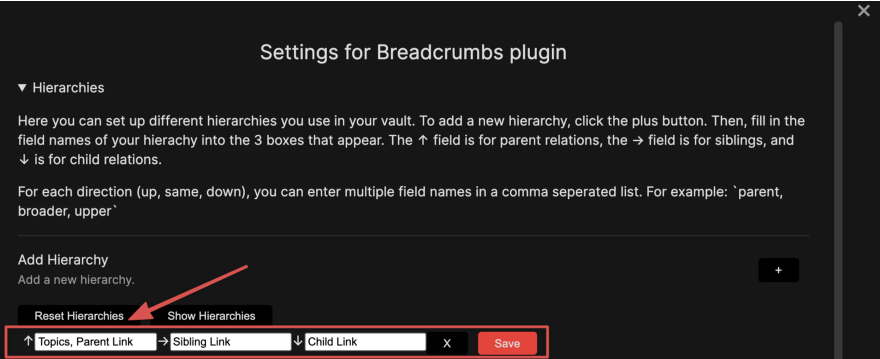 Settings for Breadcrumbs plugin
▼ Hierarchies
Here you can set up different hierarchies you use in your vault. To add a new hierarchy, click the plus button. Then, fill in the
field names of your hierachy into the 3 boxes that appear. The ↑ field is for parent relations, the → field is for siblings, and
↓ is for child relations.
For each direction (up, same, down), you can enter multiple field names in a comma seperated list. For example: `parent,
broader, upper`
Add Hierarchy
Add a new hierarchy.
+
Reset Hierarchies Show Hierarchies
↑ Topics, Parent Link → Sibling Link ↓ Child Link X Save